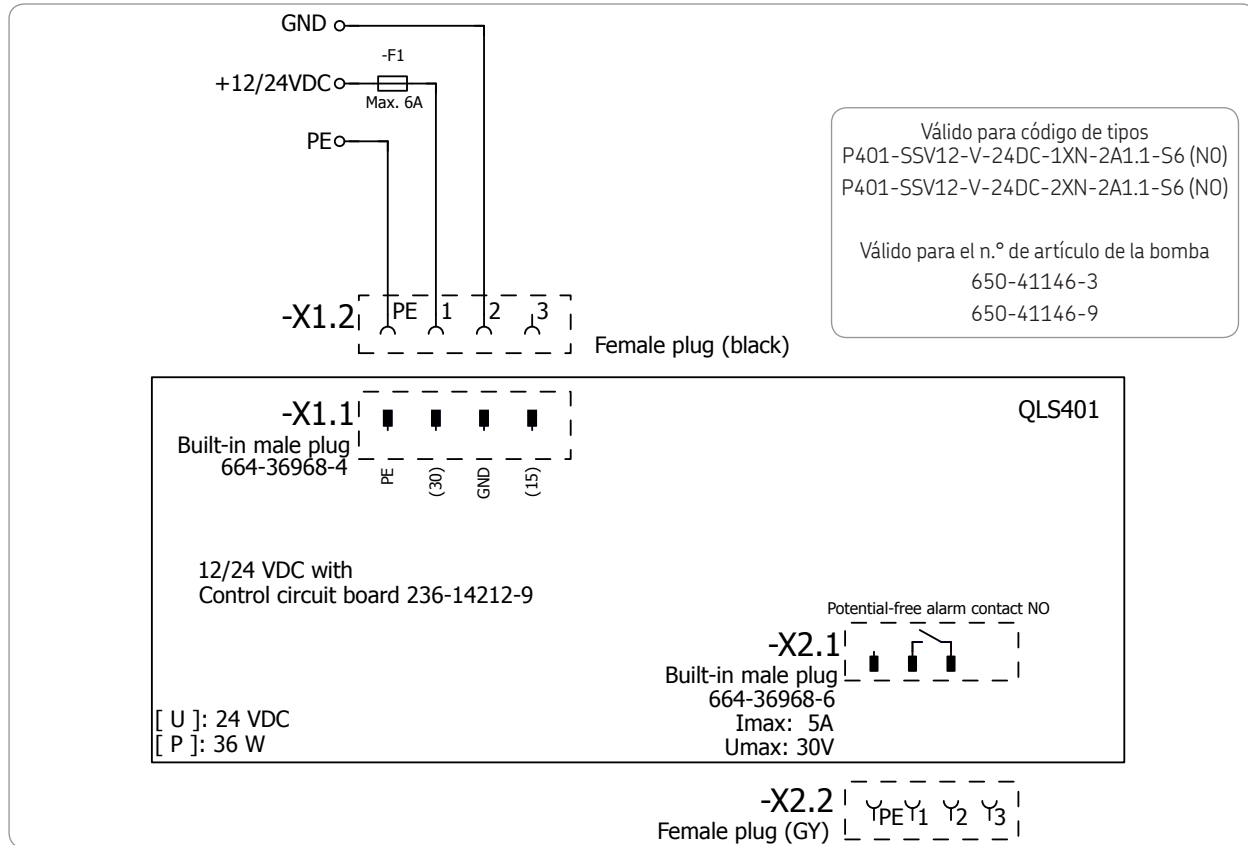 GND
-F1
+12/24VDC
Max. 6A
PE
Válido para código de tipos
P401-SSV12-V-24DC-1XN-2A1.1-S6 (NO)
P401-SSV12-V-24DC-2XN-2A1.1-S6 (NO)
Válido para el n.° de artículo de la bomba
650-41146-3
650-41146-9
-X1.2
PE 1 2 3
Female plug (black)
QLS401
-X1.1
Built-in male plug
664-36968-4
PE
(30)
GND
(15)
12/24 VDC with
Control circuit board 236-14212-9
Potential-free alarm contact NO
-X2.1
Built-in male plug
664-36968-6
Imax: 5A
Umax: 30V
[ U ]: 24 VDC
[ P ]: 36 W
-X2.2
Female plug (GY)
PE 1 2 3